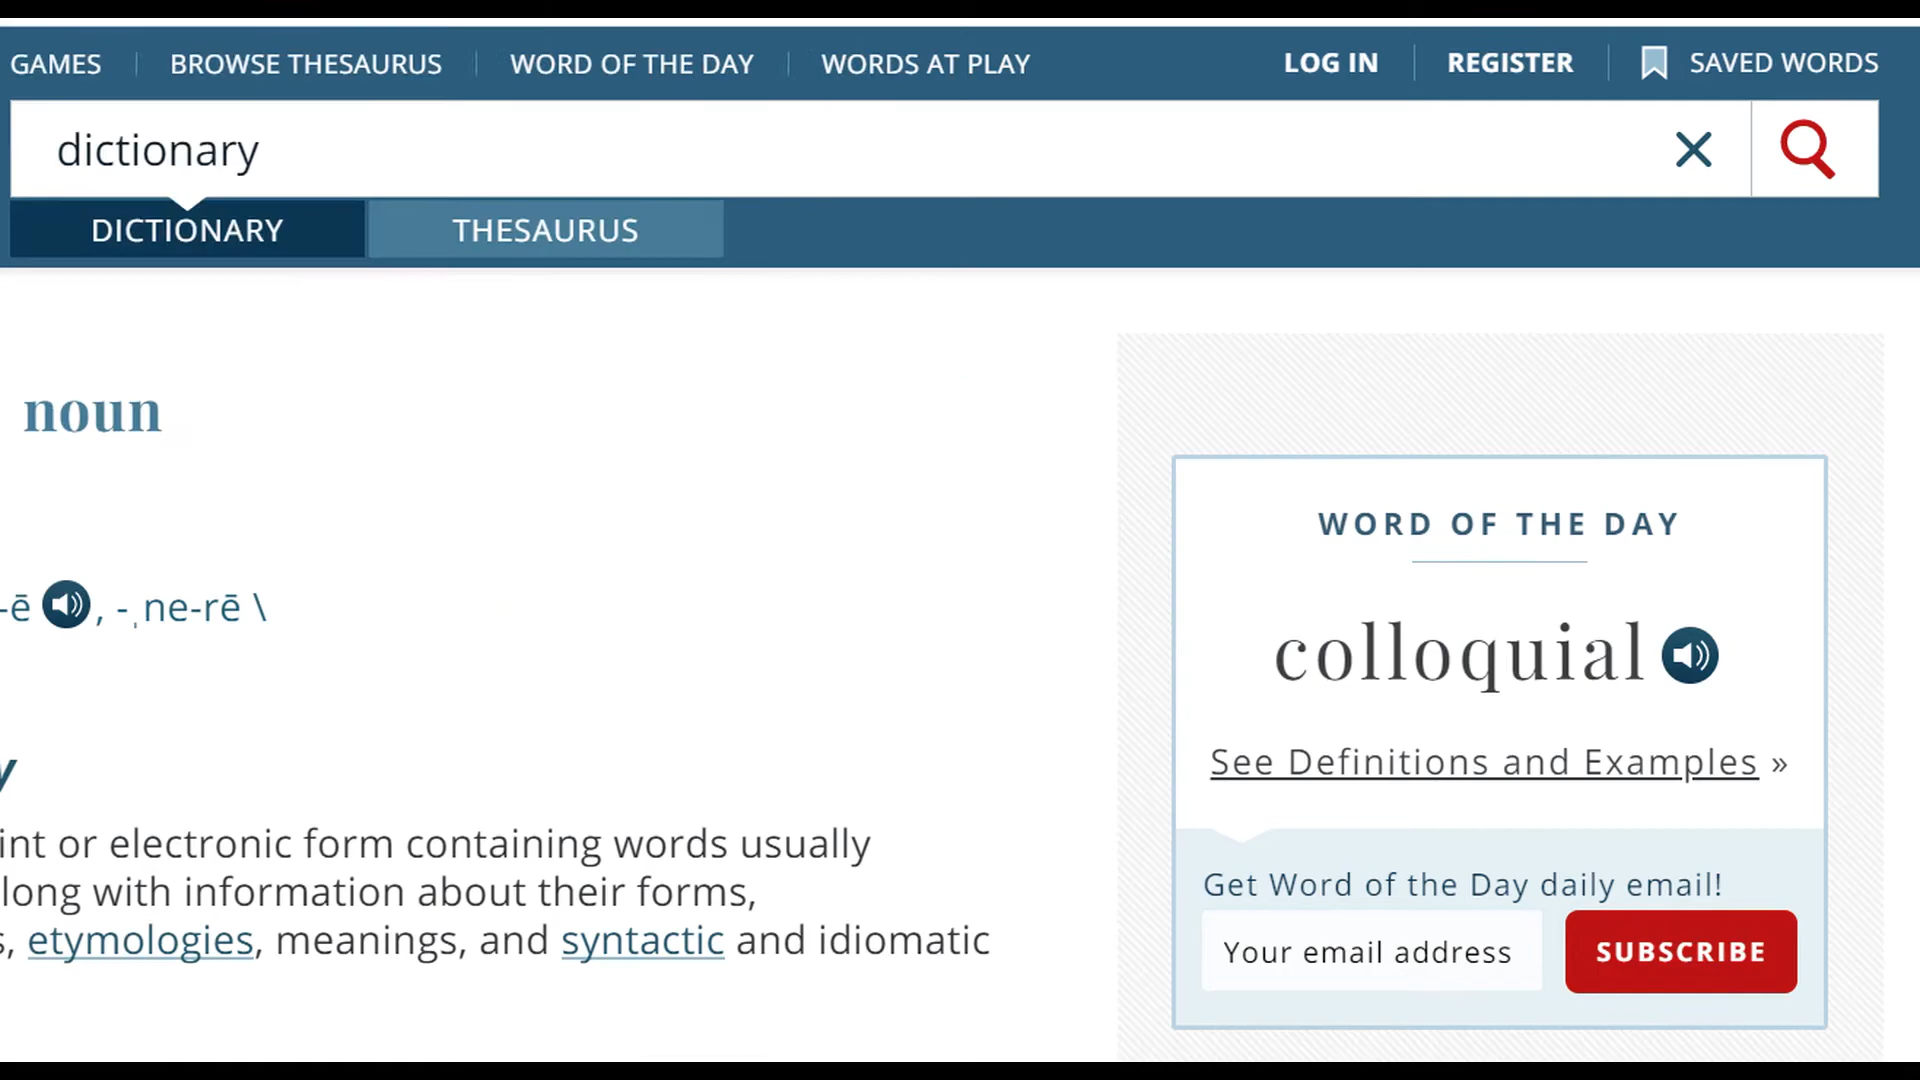 GAMES BROWSE THESAURUS WORD OF THE DAY WORDS AT PLAY LOG IN REGISTER SAVED WORDS
dictionary
DICTIONARY THESAURUS
noun
-ē , -ˌne-rē \
WORD OF THE DAY
colloquial
See Definitions and Examples »
y
int or electronic form containing words usually
long with information about their forms,
s, etymologies, meanings, and syntactic and idiomatic
Get Word of the Day daily email!
Your email address SUBSCRIBE